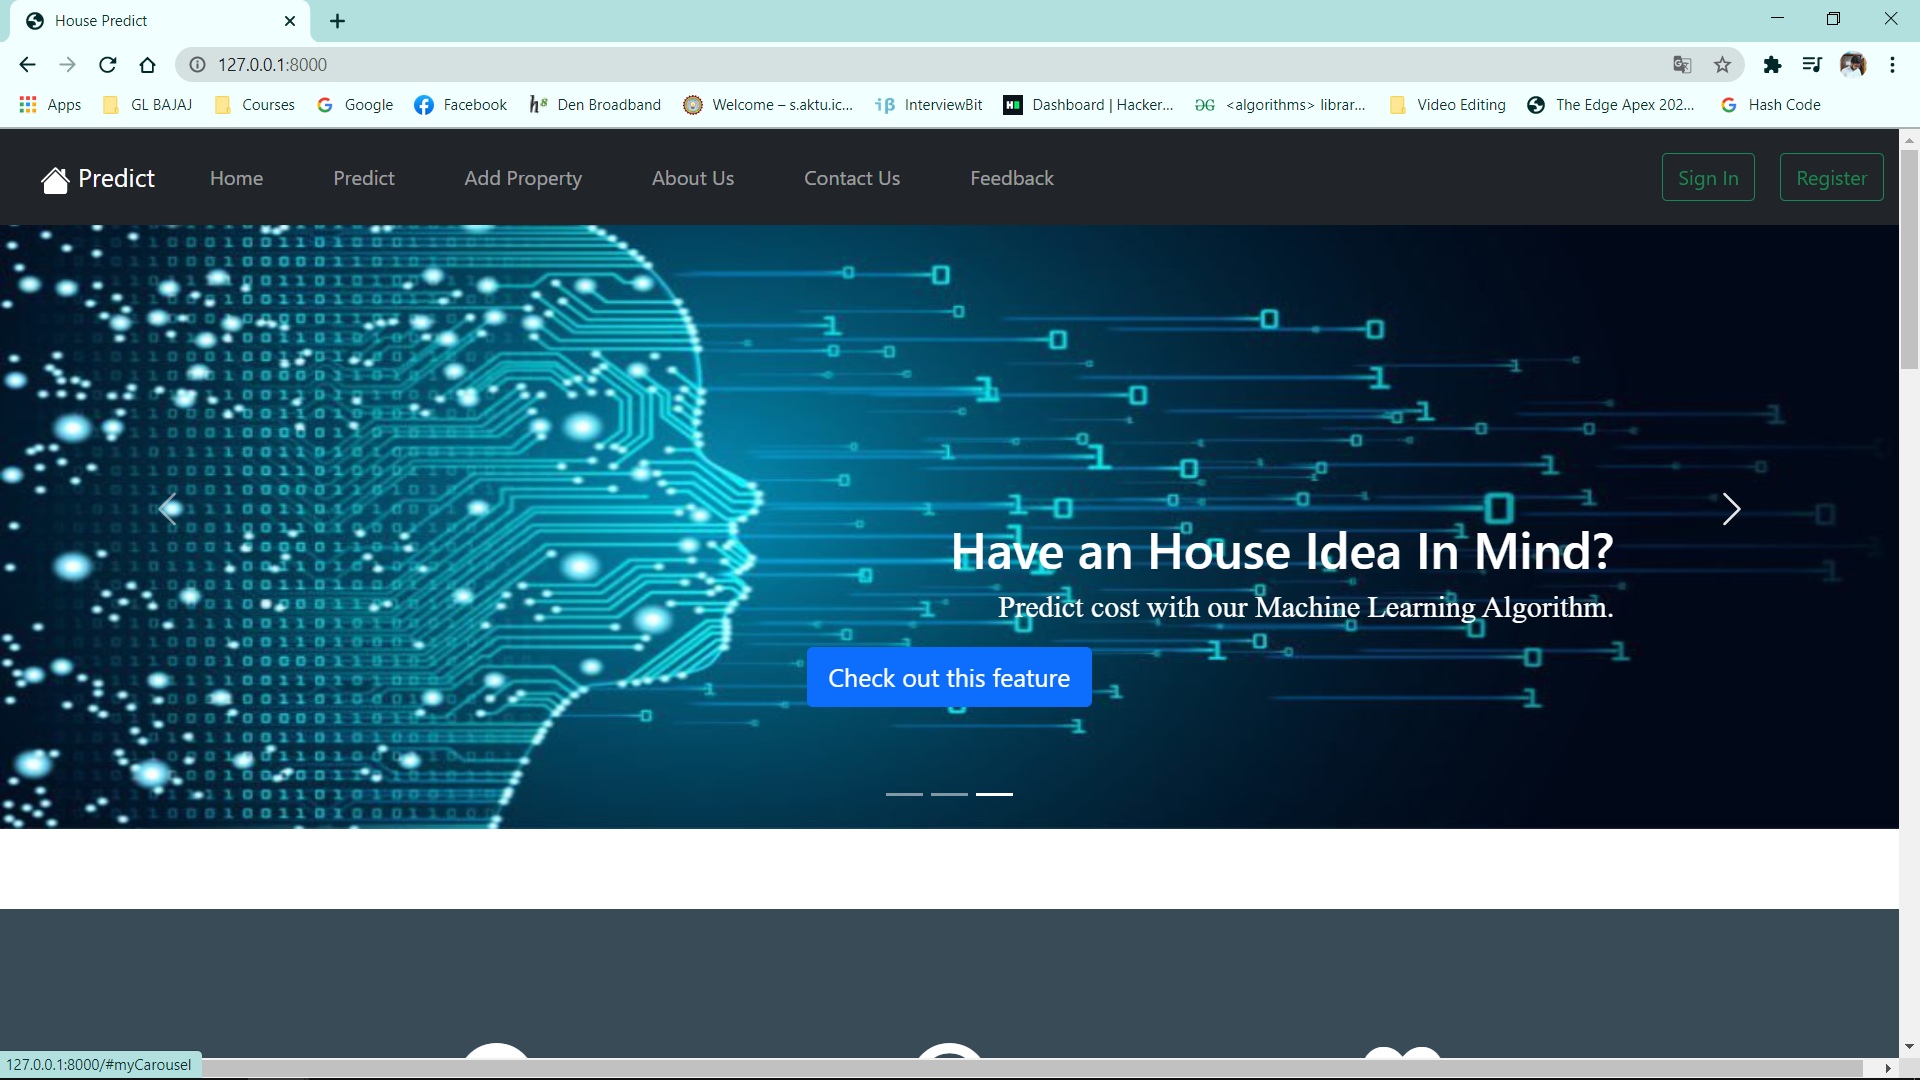 House Predict
127.0.0.1:8000
Apps GL BAJAJ Courses Google Facebook Den Broadband Welcome – s.aktu.ic... InterviewBit Dashboard | Hacker... <algorithms> librar... Video Editing The Edge Apex 202... Hash Code
Predict Home Predict Add Property About Us Contact Us Feedback Sign In Register
Have an House Idea In Mind?
Predict cost with our Machine Learning Algorithm.
Check out this feature
127.0.0.1:8000/#myCarousel